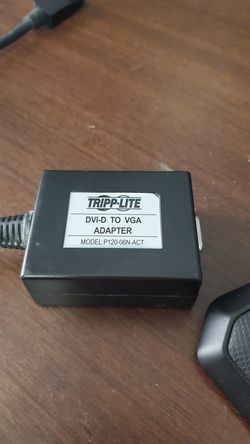 TRIPP·LITE
DVI-D TO VGA
ADAPTER
MODEL:P120-06N-ACT